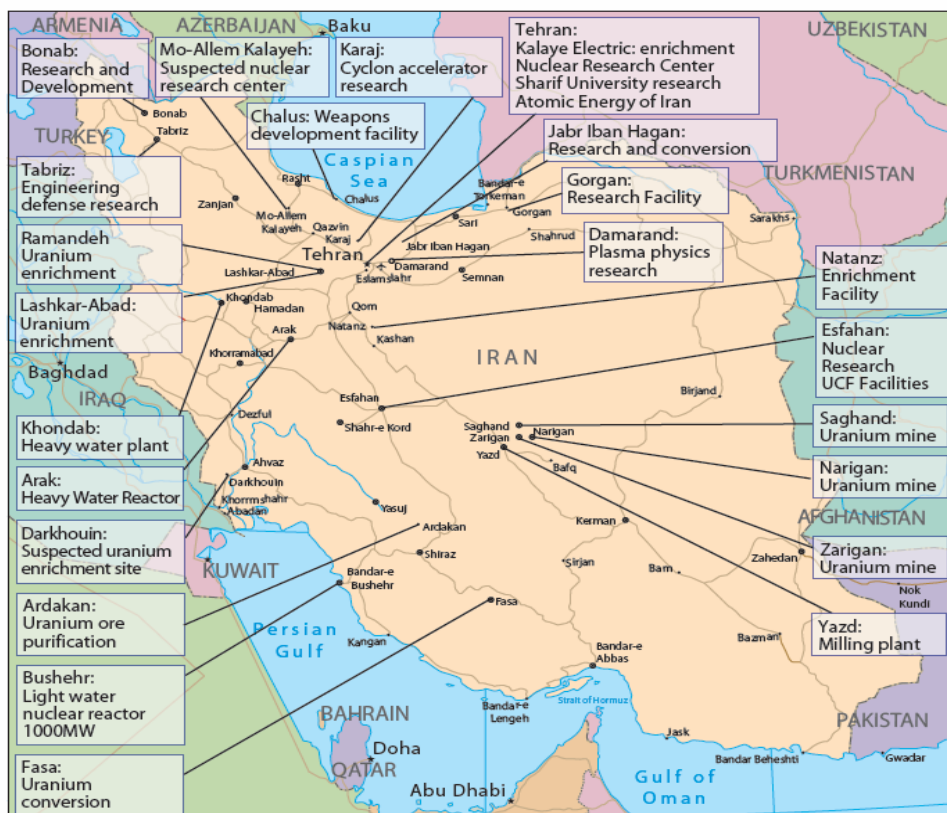 ARMENIA
AZERBAIJAN
Baku
UZBEKISTAN
Bonab:
Research and
Development
Mo-Allem Kalayeh:
Suspected nuclear
research center
Karaj:
Cyclon accelerator
research
Tehran:
Kalaye Electric: enrichment
Nuclear Research Center
Sharif University research
Atomic Energy of Iran
Chalus: Weapons
development facility
Jabr Iban Hagan:
Research and conversion
TURKEY
Bonab
Tabriz
Caspian
Sea
TURKMENISTAN
Tabriz:
Engineering
defense research
Gorgan:
Research Facility
Rasht
Chalus
Bandar-e
Torkeman
Gorgan
Sarakhs
Zanjan
Mo-Allem
Kalayeh
Qazvin
Karaj
Sari
Shahrud
Ramandeh
Uranium
enrichment
Tehran
Jabr Iban Hagan
Damarand:
Plasma physics
research
Natanz:
Enrichment
Facility
Lashkar-Abad
Eslamshahr
Damarand
Semnan
Lashkar-Abad:
Uranium
enrichment
Khondab
Hamadan
Qom
Natanz
Kashan
Arak
Esfahan:
Nuclear
Research
UCF Facilities
IRAN
Khorramabad
Baghdad
IRAQ
Birjand
Esfahan
Dezful
Shahr-e Kord
Saghand
Zarigan
Narigan
Yazd
Bafq
Saghand:
Uranium mine
Khondab:
Heavy water plant
Narigan:
Uranium mine
Arak:
Heavy Water Reactor
Ahvaz
Darkhouin
Khorrmshahr
Abadan
Yasuj
Ardakan
Kerman
AFGHANISTAN
Darkhouin:
Suspected uranium
enrichment site
KUWAIT
Shiraz
Sirjan
Bam
Zahedan
Zarigan:
Uranium mine
Bandar-e
Bushehr
Nok
Kundi
Ardakan:
Uranium ore
purification
Fasa
Persian
Gulf
Kangan
Bazman
Yazd:
Milling plant
Bandar-e
Abbas
Bushehr:
Light water
nuclear reactor
1000MW
Bandar-e
Lengeh
Strait of Hormuz
BAHRAIN
PAKISTAN
Jask
Doha
QATAR
Bandar Beheshti
Gwadar
Fasa:
Uranium
conversion
Abu Dhabi
Gulf of
Oman